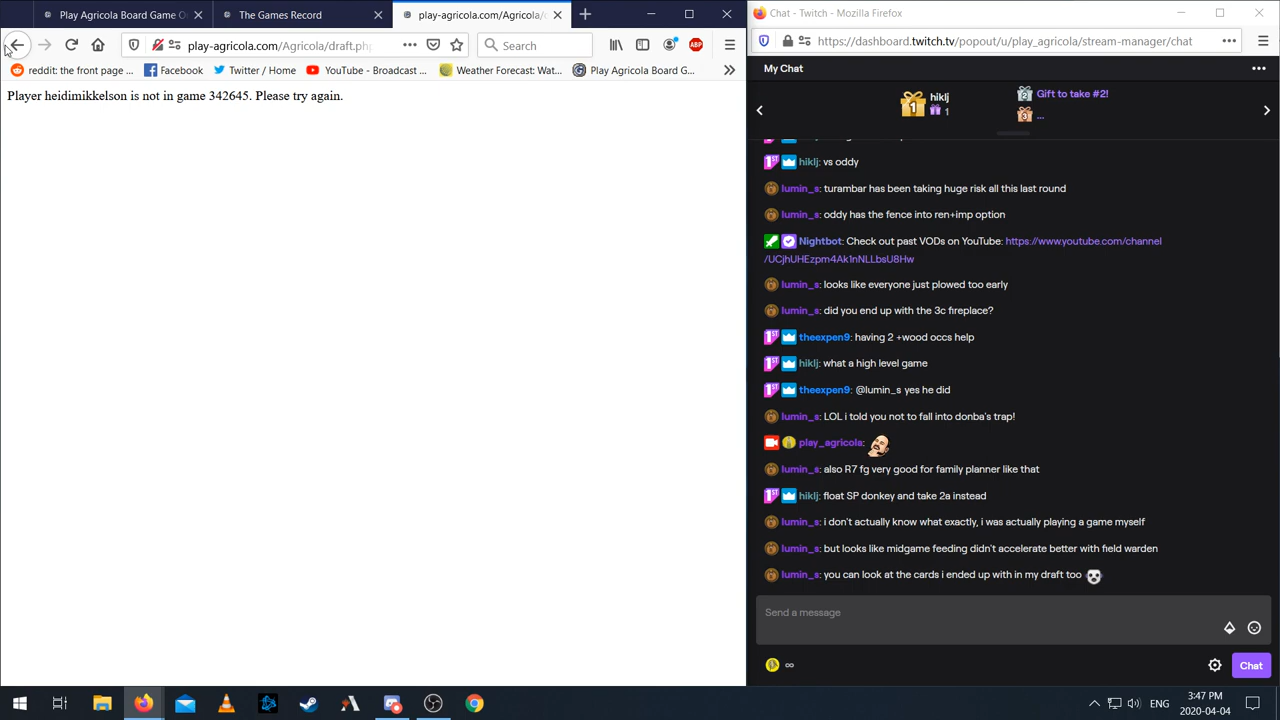 Play Agricola Board Game O
The Games Record
play-agricola.com/Agricola/
Chat - Twitch - Mozilla Firefox
play-agricola.com/Agricola/draft.php
Search
https://dashboard.twitch.tv/popout/u/play_agricola/stream-manager/chat
reddit: the front page ...
Facebook
Twitter / Home
YouTube - Broadcast ...
Weather Forecast: Wat...
Play Agricola Board G...
My Chat
Player heidimikkelson is not in game 342645. Please try again.
1 hiklj
1
2 Gift to take #2!
3 ...
hiklj: vs oddy
lumin_s: turambar has been taking huge risk all this last round
lumin_s: oddy has the fence into ren+imp option
Nightbot: Check out past VODs on YouTube: https://www.youtube.com/channel
/UCjhUHEzpm4Ak1nNLLbsU8Hw
lumin_s: looks like everyone just plowed too early
lumin_s: did you end up with the 3c fireplace?
1ST theexpen9: having 2 +wood occs help
1ST hiklj: what a high level game
1ST theexpen9: @lumin_s yes he did
lumin_s: LOL i told you not to fall into donba's trap!
play_agricola:
lumin_s: also R7 fg very good for family planner like that
1ST hiklj: float SP donkey and take 2a instead
lumin_s: i don't actually know what exactly, i was actually playing a game myself
lumin_s: but looks like midgame feeding didn't accelerate better with field warden
lumin_s: you can look at the cards i ended up with in my draft too
Send a message
∞
Chat
ENG
3:47 PM
2020-04-04